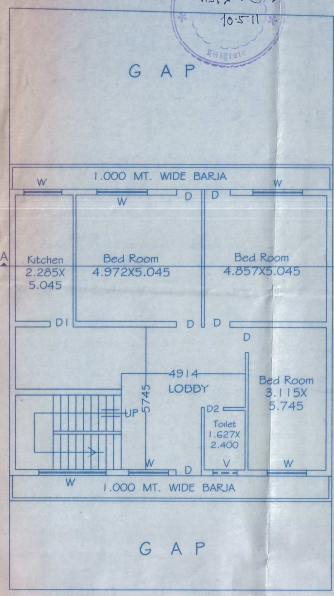 10.5.11
GAP
1.000 MT. WIDE BARJA
W
W
D
D
W
A
Kitchen
2.285X
5.045
Bed Room
4.972X5.045
Bed Room
4.857X5.045
D1
D
D
D
4914
LOBBY
5745
Bed Room
3.115X
5.745
UP
D2
Toilet
1.627X
2.400
W
W
D
V
W
1.000 MT. WIDE BARJA
GAP